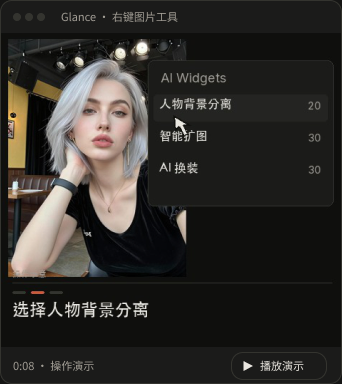 Glance · 右键图片工具
AI Widgets
人物背景分离 20
智能扩图 30
AI 换装 30
选择人物背景分离
0:08 · 操作演示
▶ 播放演示